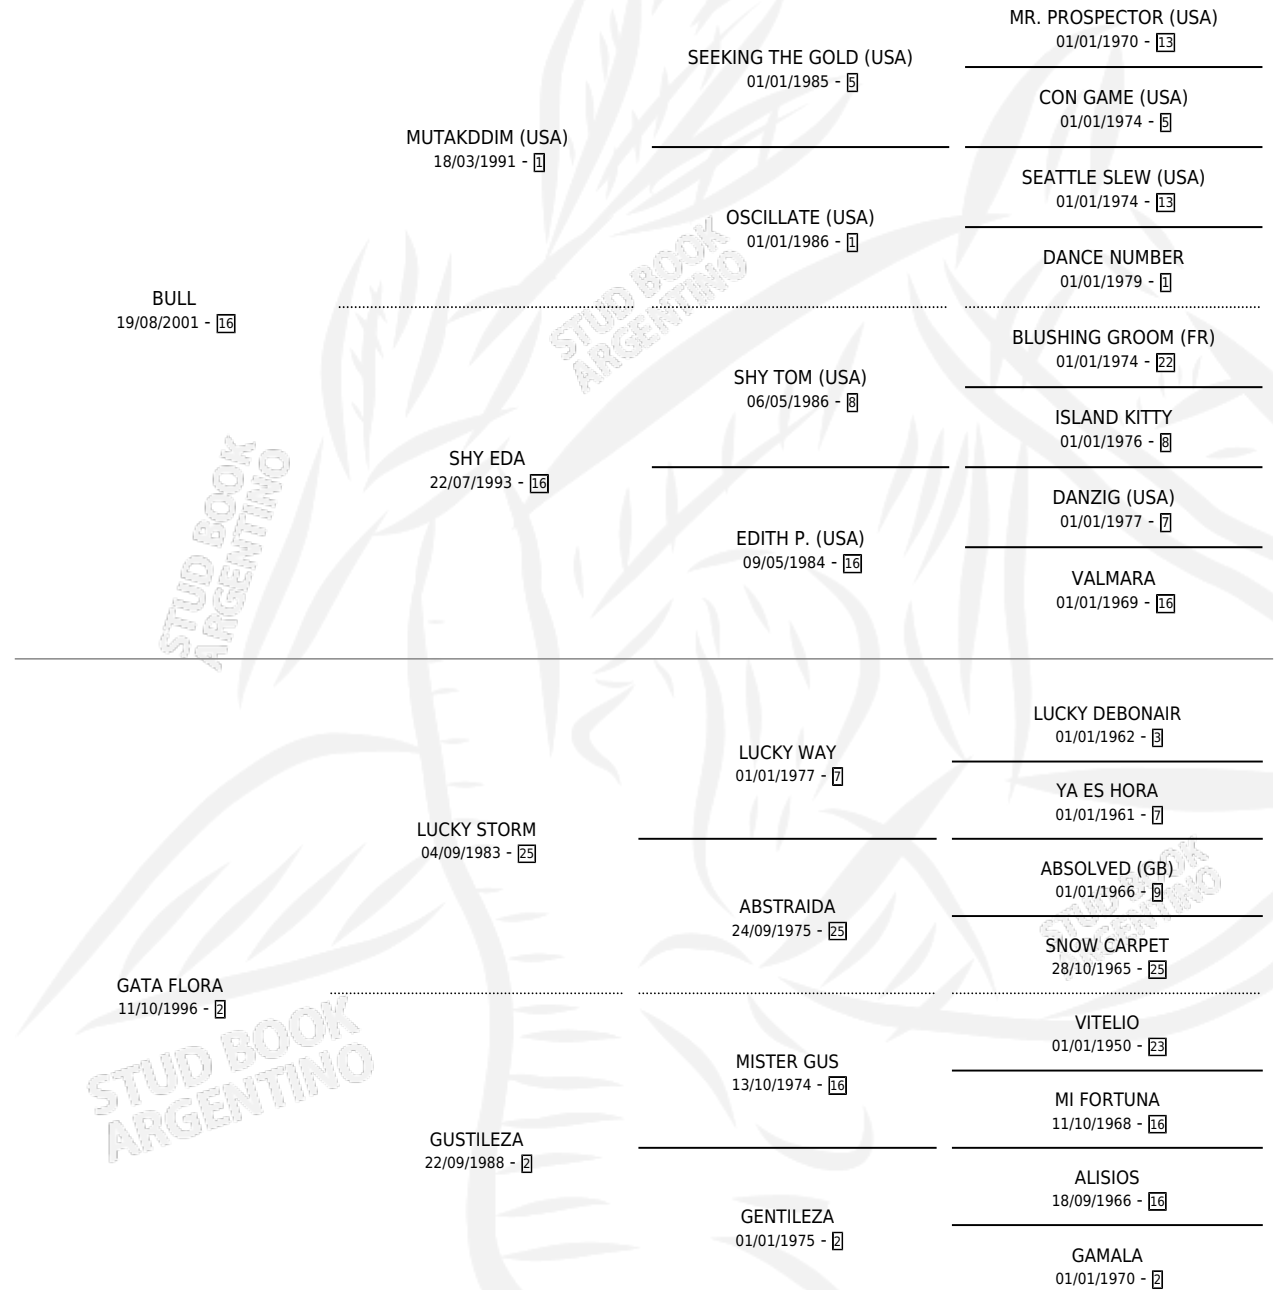 MR. PROSPECTOR (USA)
01/01/1970 - 13
SEEKING THE GOLD (USA)
01/01/1985 - 5
CON GAME (USA)
01/01/1974 - 5
MUTAKDDIM (USA)
18/03/1991 - 1
SEATTLE SLEW (USA)
01/01/1974 - 13
OSCILLATE (USA)
01/01/1986 - 1
DANCE NUMBER
01/01/1979 - 1
BULL
19/08/2001 - 16
STUD BOOK
ARGENTINO
BLUSHING GROOM (FR)
01/01/1974 - 22
SHY TOM (USA)
06/05/1986 - 8
ISLAND KITTY
01/01/1976 - 8
SHY EDA
22/07/1993 - 16
DANZIG (USA)
01/01/1977 - 7
EDITH P. (USA)
09/05/1984 - 16
VALMARA
01/01/1969 - 16
STUD BOOK
ARGENTINO
LUCKY DEBONAIR
01/01/1962 - 3
LUCKY WAY
01/01/1977 - 7
YA ES HORA
01/01/1961 - 7
LUCKY STORM
04/09/1983 - 25
ABSOLVED (GB)
01/01/1966 - 9
ABSTRAIDA
24/09/1975 - 25
STUD BOOK
ARGENTINO
SNOW CARPET
28/10/1965 - 25
GATA FLORA
11/10/1996 - 2
STUD BOOK
ARGENTINO
VITELIO
01/01/1950 - 23
MISTER GUS
13/10/1974 - 16
MI FORTUNA
11/10/1968 - 16
GUSTILEZA
22/09/1988 - 2
ALISIOS
18/09/1966 - 16
GENTILEZA
01/01/1975 - 2
GAMALA
01/01/1970 - 2